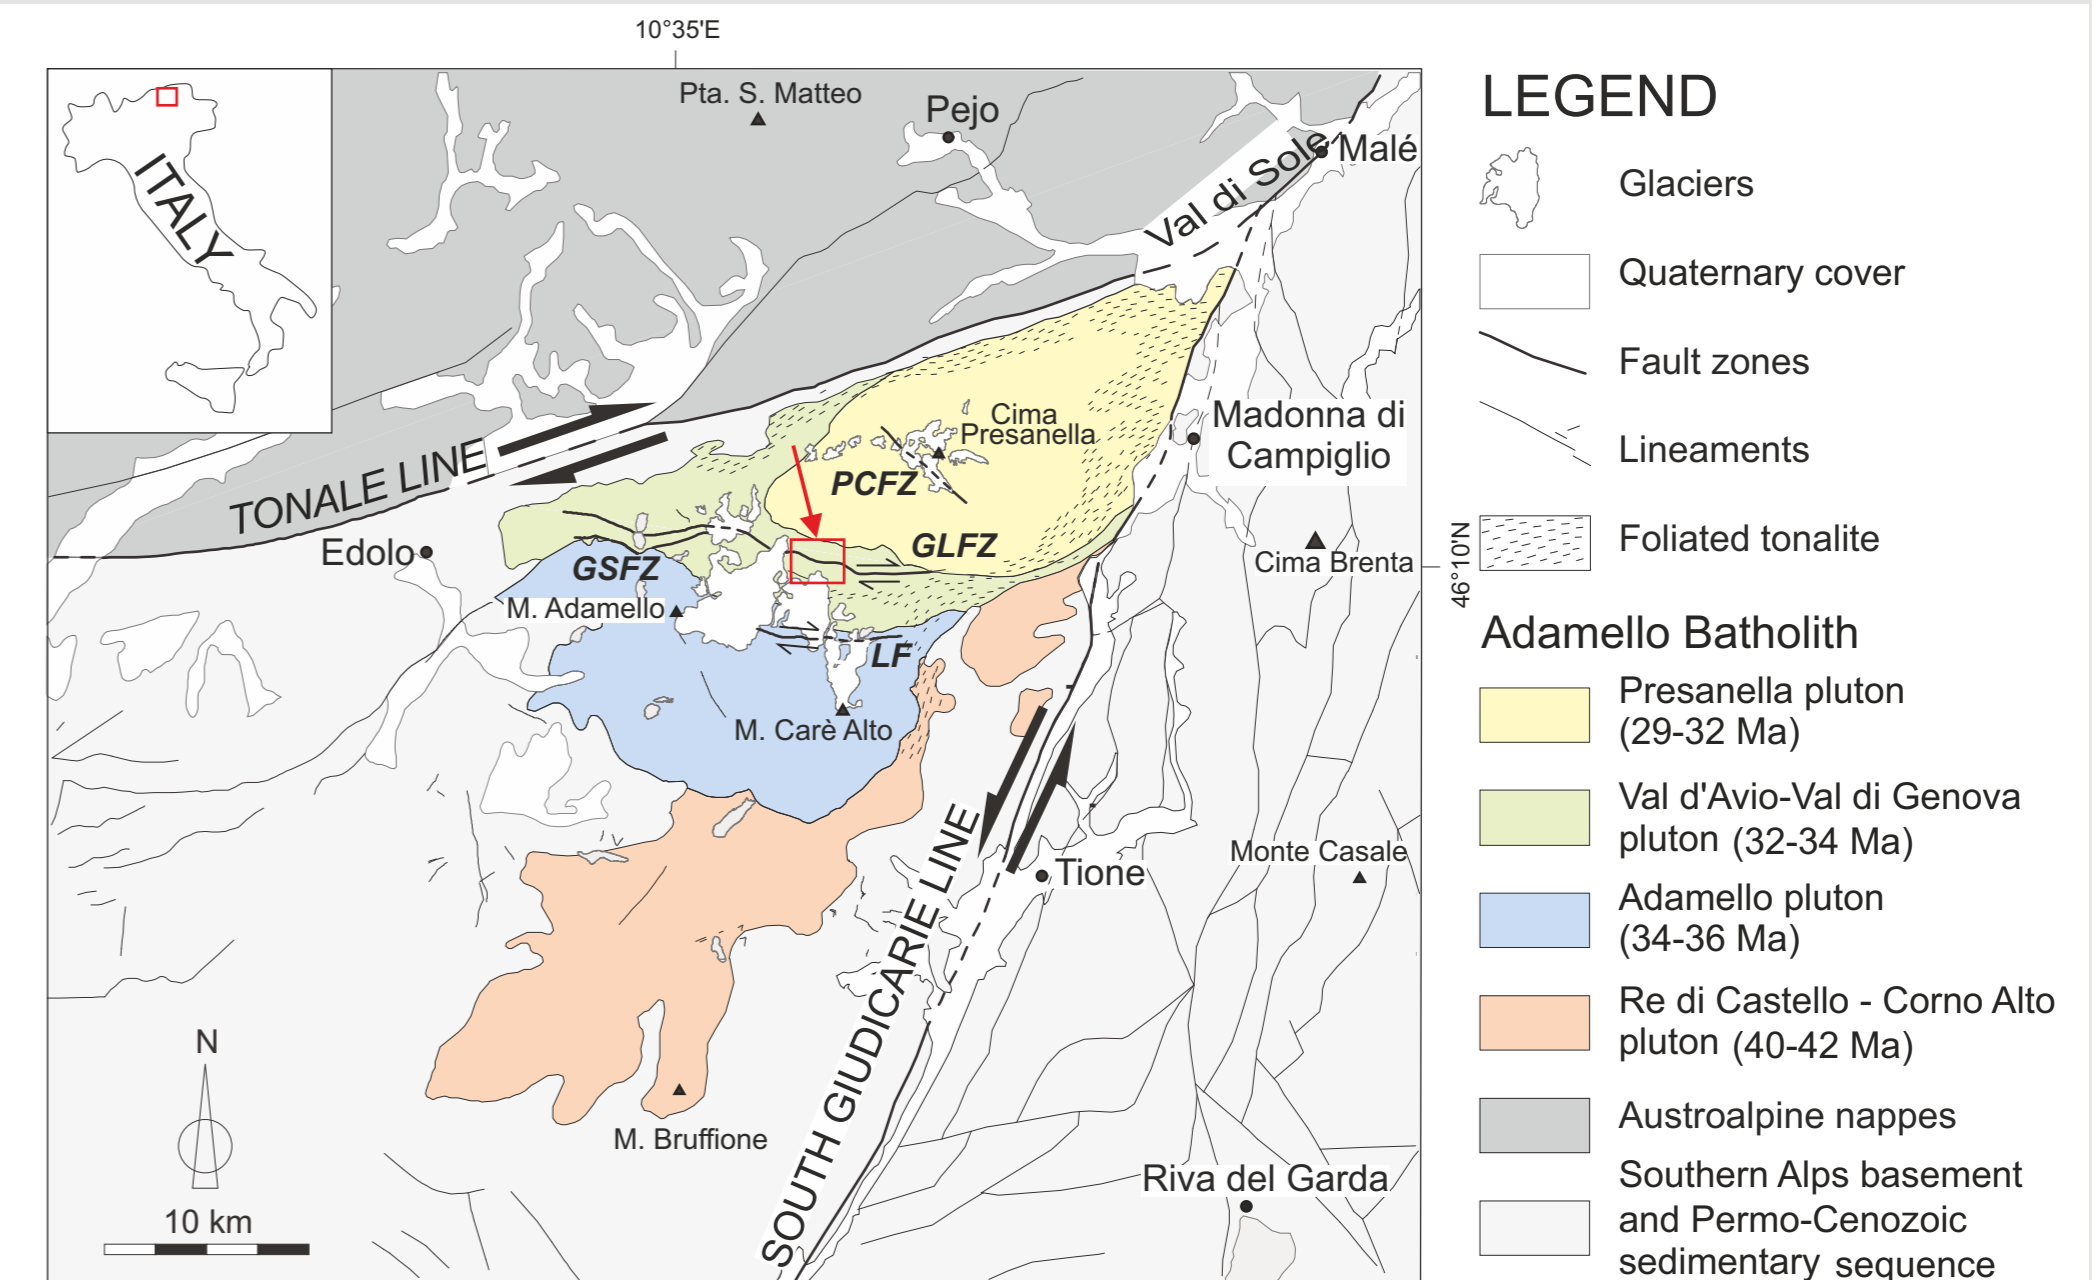 10°35'E
Pta. S. Matteo
Pejo
Malé
Val di Sole
ITALY
Cima
Presanella
Madonna di
Campiglio
PCFZ
TONALE LINE
Edolo
GLFZ
GSFZ
Cima Brenta
46°10'N
M. Adamello
LF
M. Carè Alto
SOUTH GIUDICARIE LINE
Monte Casale
Tione
N
M. Bruffione
Riva del Garda
10 km
LEGEND
Glaciers
Quaternary cover
Fault zones
Lineaments
Foliated tonalite
Adamello Batholith
Presanella pluton
(29-32 Ma)
Val d'Avio-Val di Genova
pluton (32-34 Ma)
Adamello pluton
(34-36 Ma)
Re di Castello - Corno Alto
pluton (40-42 Ma)
Austroalpine nappes
Southern Alps basement
and Permo-Cenozoic
sedimentary sequence